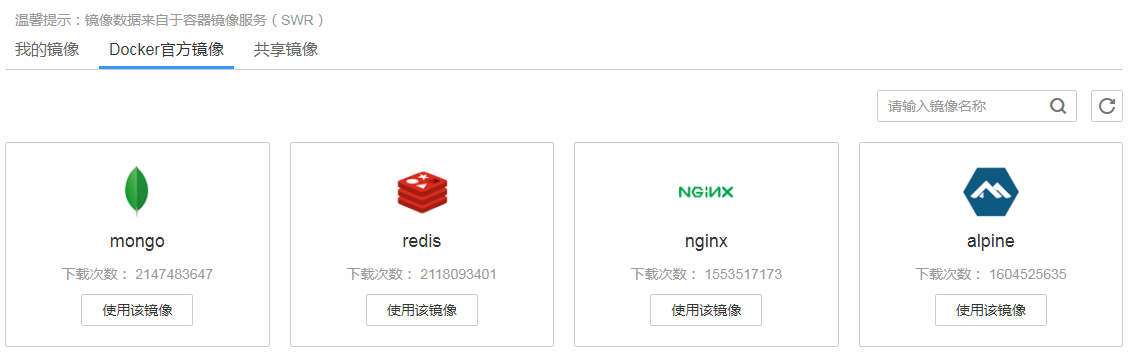 温馨提示：镜像数据来自于容器镜像服务（SWR）
我的镜像 Docker官方镜像 共享镜像
请输入镜像名称
NGINX
mongo redis nginx alpine
下载次数： 2147483647 下载次数： 2118093401 下载次数： 1553517173 下载次数： 1604525635
使用该镜像 使用该镜像 使用该镜像 使用该镜像